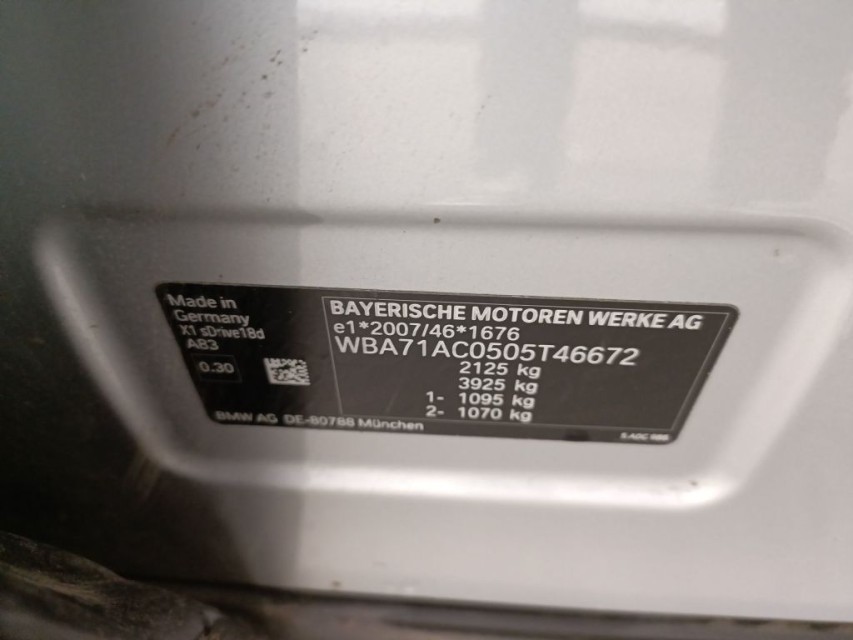 Made in
Germany
X1 sDrive18d
A83
0.30
BAYERISCHE MOTOREN WERKE AG
e1*2007/46*1676
WBA71AC0505T46672
2125 kg
3925 kg
1- 1095 kg
2- 1070 kg
BMW AG DE-80788 München